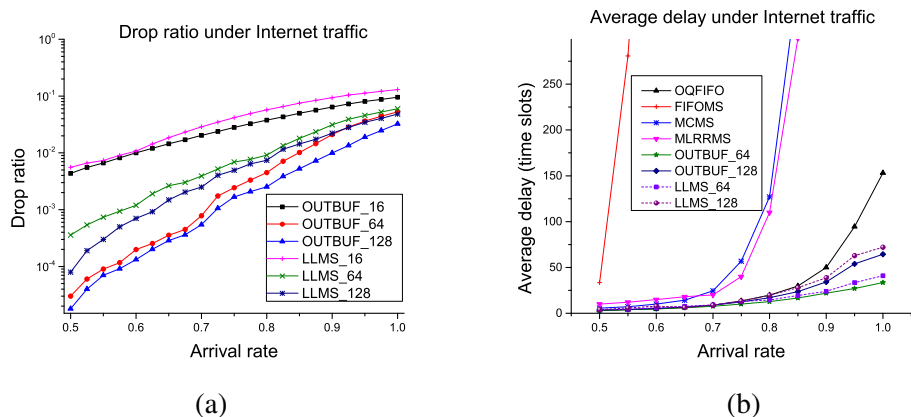 Drop ratio under Internet traffic
10^0
10^-1
10^-2
10^-3
10^-4
Drop ratio
OUTBUF_16
OUTBUF_64
OUTBUF_128
LLMS_16
LLMS_64
LLMS_128
0.5 0.6 0.7 0.8 0.9 1.0
Arrival rate
(a)
Average delay under Internet traffic
250
200
150
100
50
0
Average delay (time slots)
OQFIFO
FIFOMS
MCMS
MLRRMS
OUTBUF_64
OUTBUF_128
LLMS_64
LLMS_128
0.5 0.6 0.7 0.8 0.9 1.0
Arrival rate
(b)